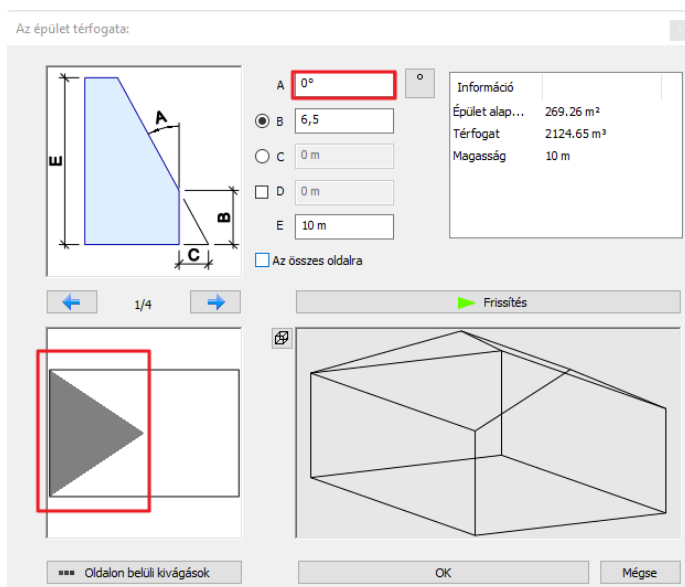 Az épület térfogata:
x
A 0° °
B 6,5
C 0 m
D 0 m
E 10 m
Az összes oldalra
Információ
Épület alap... 269.26 m²
Térfogat 2124.65 m³
Magasság 10 m
E
A
B
C
1/4
Frissítés
Oldalon belüli kivágások
OK
Mégse